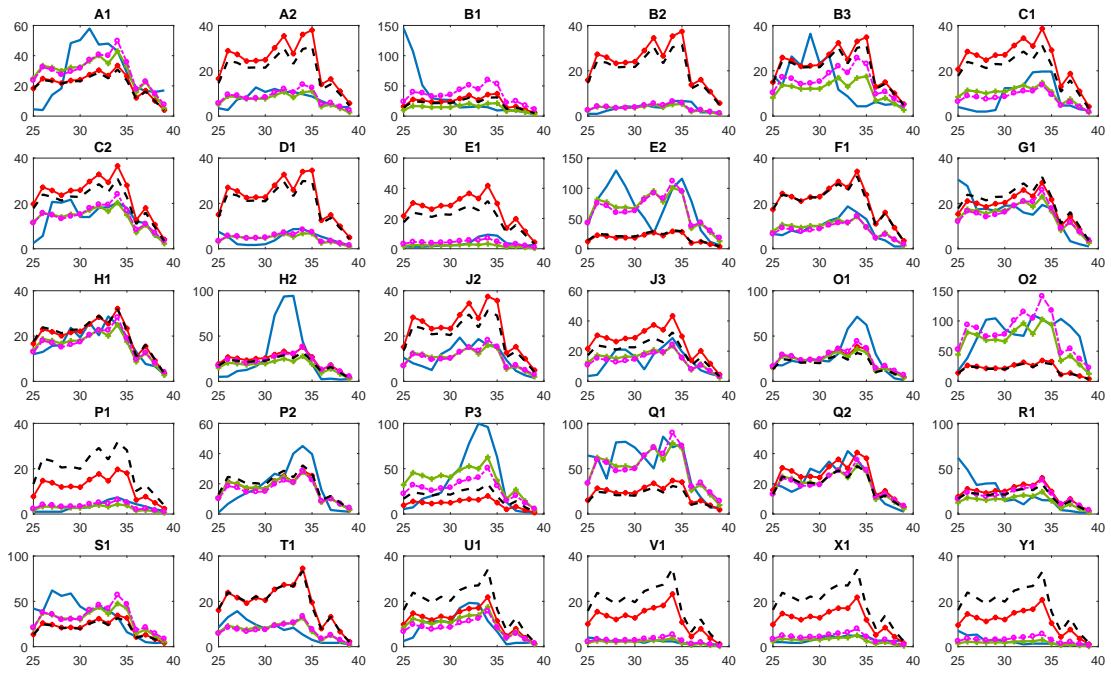 A1 A2 B1 B2 B3 C1
60 40 150 40 40 40
40 100
20 20 20 20 20
20 50
0 0 0 0 0 0
25 30 35 40 25 30 35 40 25 30 35 40 25 30 35 40 25 30 35 40 25 30 35 40
C2 D1 E1 E2 F1 G1
40 40 60 150 40 40
40 100
20 20 20 20
20 50
0 0 0 0 0 0
25 30 35 40 25 30 35 40 25 30 35 40 25 30 35 40 25 30 35 40 25 30 35 40
H1 H2 J2 J3 O1 O2
40 100 40 60 100 150
40 100
20 50 20 50
20 50
0 0 0 0 0 0
25 30 35 40 25 30 35 40 25 30 35 40 25 30 35 40 25 30 35 40 25 30 35 40
P1 P2 P3 Q1 Q2 R1
40 60 100 100 60 100
40 40
20 50 50 50
20 20
0 0 0 0 0 0
25 30 35 40 25 30 35 40 25 30 35 40 25 30 35 40 25 30 35 40 25 30 35 40
S1 T1 U1 V1 X1 Y1
100 40 40 40 40 40
50 20 20 20 20 20
0 0 0 0 0 0
25 30 35 40 25 30 35 40 25 30 35 40 25 30 35 40 25 30 35 40 25 30 35 40